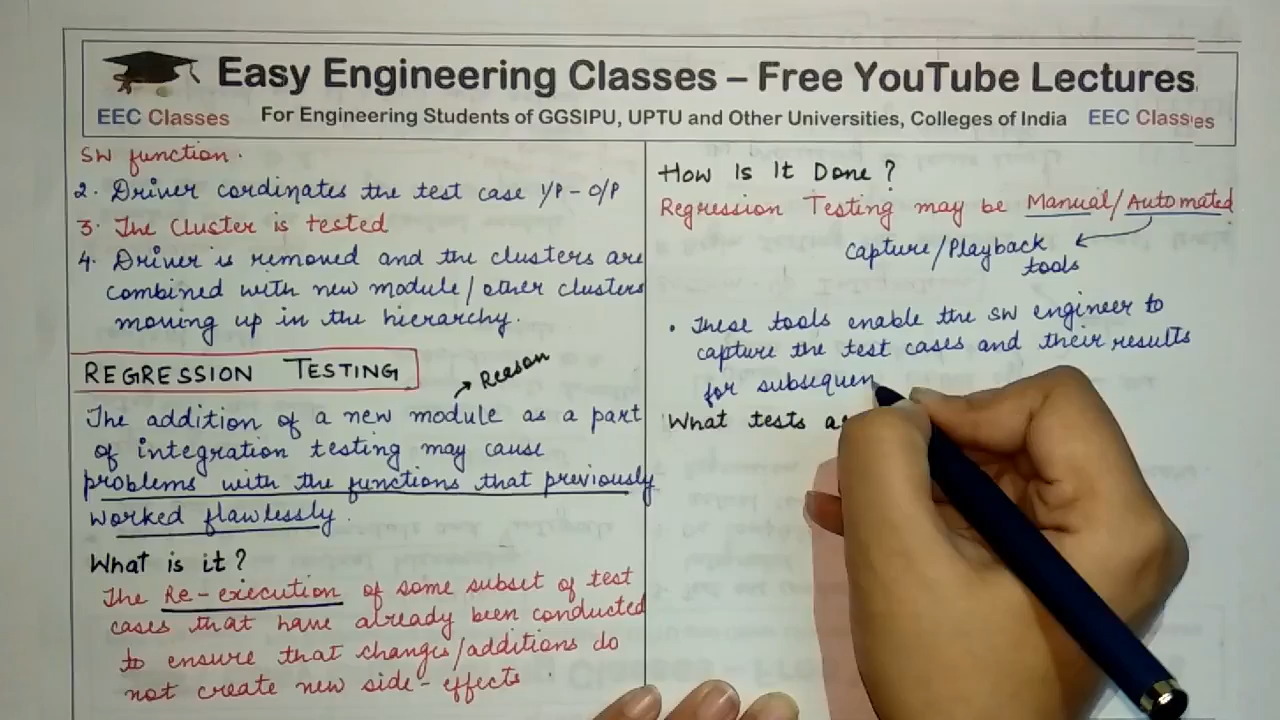 Easy Engineering Classes – Free YouTube Lectures
EEC Classes For Engineering Students of GGSIPU, UPTU and Other Universities, Colleges of India EEC Classes
SW function.
2. Driver cordinates the test case I/P - O/P
3. The Cluster is tested
4. Driver is removed and the clusters are
combined with new module/other clusters
moving up in the hierarchy.
REGRESSION TESTING
→ Reason
The addition of a new module as a part
of integration testing may cause
problems with the functions that previously
worked flawlessly.
What is it?
The Re-execution of some subset of test
cases that have already been conducted
to ensure that changes/additions do
not create new side-effects
How Is It Done?
Regression Testing may be Manual/Automated
Capture/Playback
tools
• These tools enable the SW engineer to
capture the test cases and their results
for subsequen
What tests a